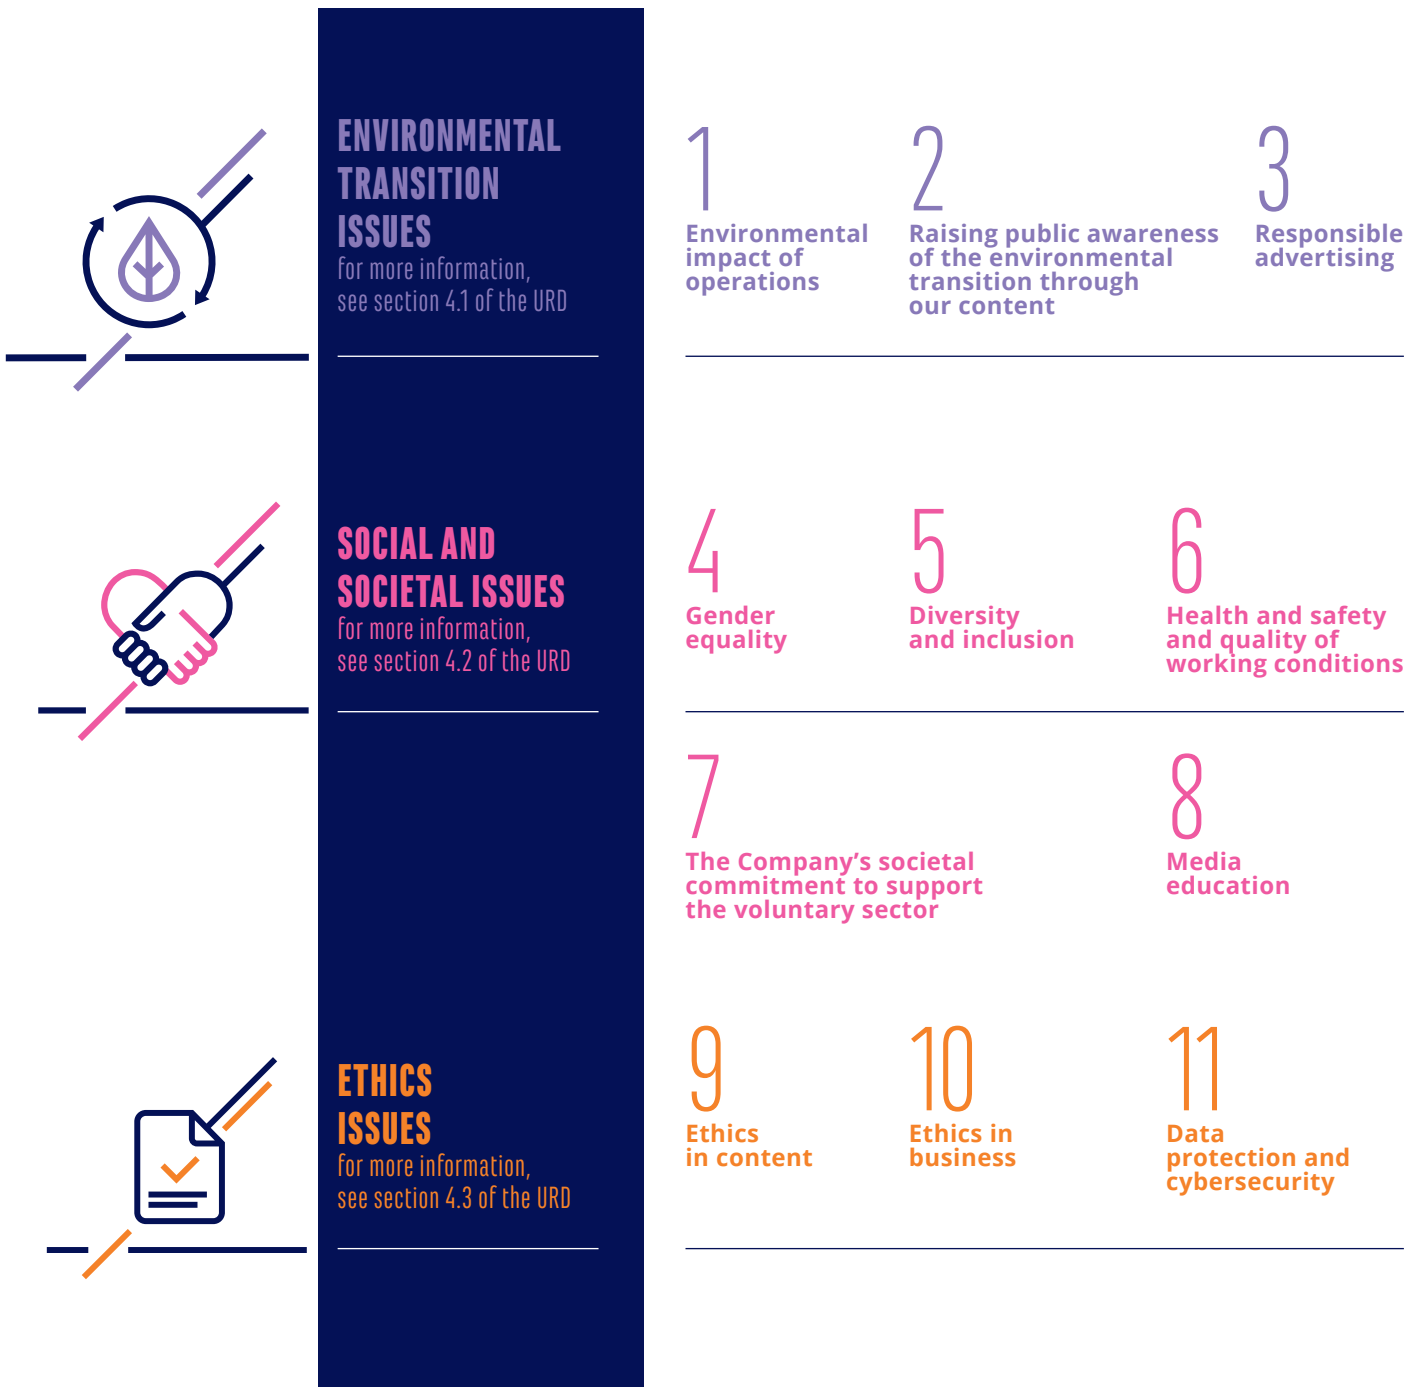 ENVIRONMENTAL
TRANSITION
ISSUES
for more information,
see section 4.1 of the URD
1
Environmental
impact of
operations
2
Raising public awareness
of the environmental
transition through
our content
3
Responsible
advertising
SOCIAL AND
SOCIETAL ISSUES
for more information,
see section 4.2 of the URD
4
Gender
equality
5
Diversity
and inclusion
6
Health and safety
and quality of
working conditions
7
The Company’s societal
commitment to support
the voluntary sector
8
Media
education
ETHICS
ISSUES
for more information,
see section 4.3 of the URD
9
Ethics
in content
10
Ethics in
business
11
Data
protection and
cybersecurity